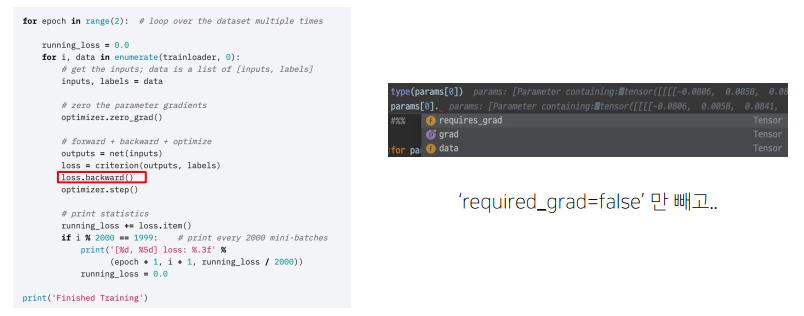 for epoch in range(2):  # loop over the dataset multiple times
running_loss = 0.0
for i, data in enumerate(trainloader, 0):
# get the inputs; data is a list of [inputs, labels]
inputs, labels = data
# zero the parameter gradients
optimizer.zero_grad()
# forward + backward + optimize
outputs = net(inputs)
loss = criterion(outputs, labels)
loss.backward()
optimizer.step()
# print statistics
running_loss += loss.item()
if i % 2000 == 1999:    # print every 2000 mini-batches
print('[%d, %5d] loss: %.3f' %
(epoch + 1, i + 1, running_loss / 2000))
running_loss = 0.0
print('Finished Training')
type(params[0])  params: [Parameter containing: tensor([[[[-0.0806,  0.0058,  0.08
params[0].  params: [Parameter containing: tensor([[[[-0.0806,  0.0058,  0.0841,
#%%
f requires_grad Tensor
p grad Tensor
for pa
f data Tensor
'required_grad=false' 만 빼고..